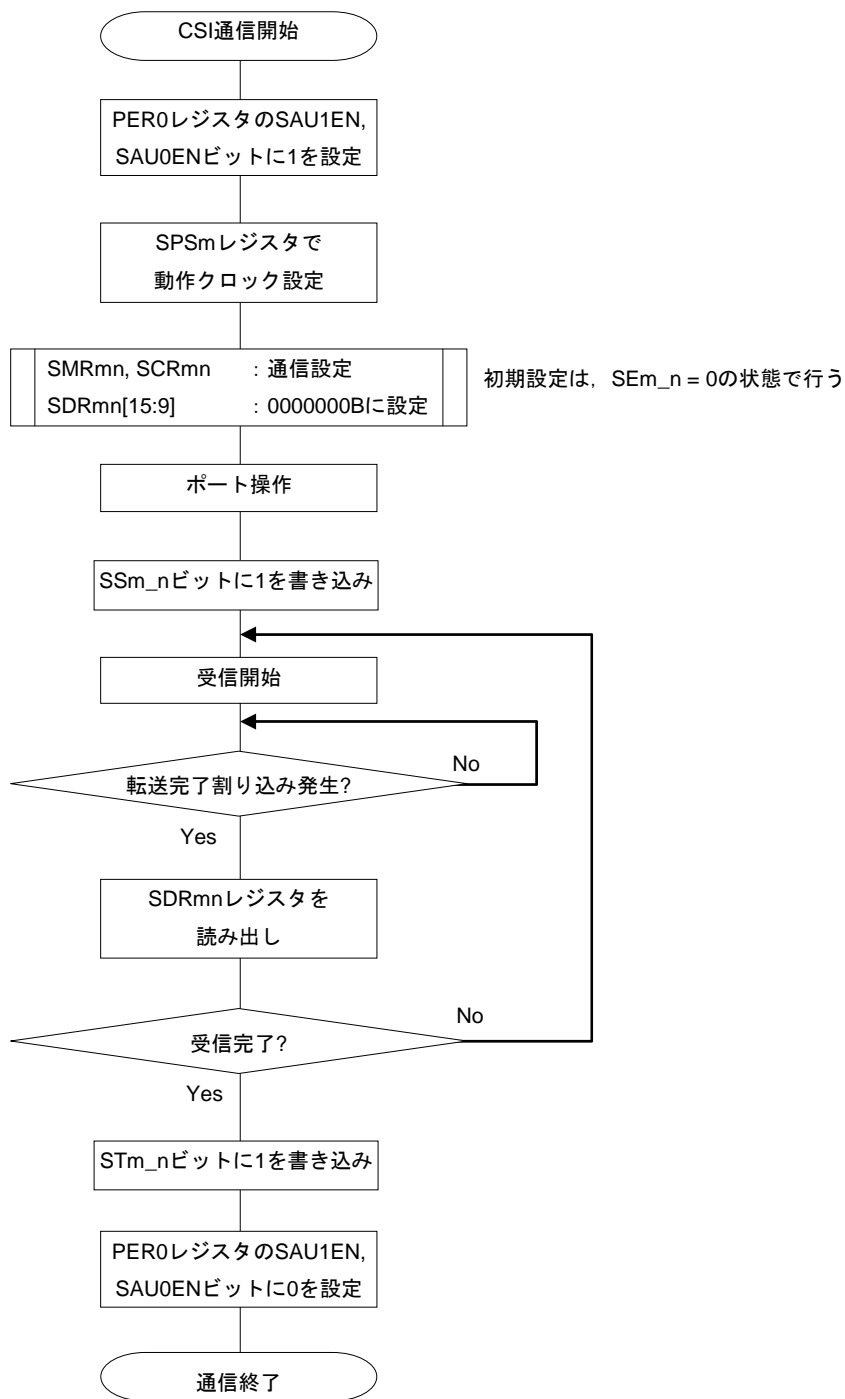 CSI通信開始
PER0レジスタのSAU1EN,
SAU0ENビットに1を設定
SPSmレジスタで
動作クロック設定
SMRmn, SCRmn : 通信設定
SDRmn[15:9] : 0000000Bに設定
初期設定は，SEm_n = 0の状態で行う
ポート操作
SSm_nビットに1を書き込み
受信開始
転送完了割り込み発生?
No
Yes
SDRmnレジスタを
読み出し
受信完了?
No
Yes
STm_nビットに1を書き込み
PER0レジスタのSAU1EN,
SAU0ENビットに0を設定
通信終了